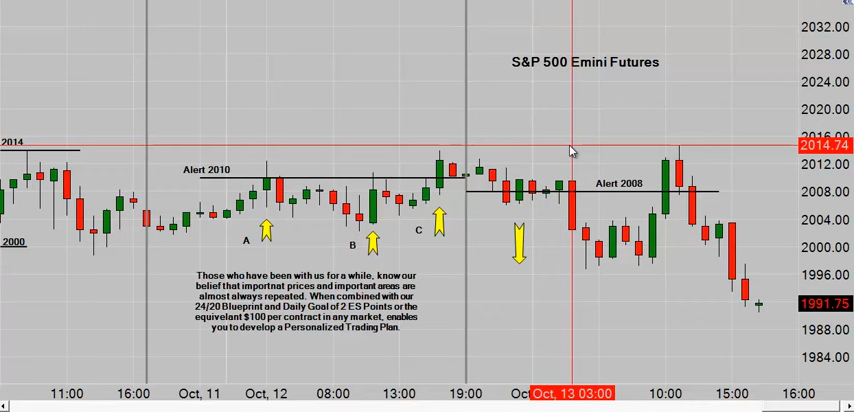 S&P 500 Emini Futures
2032.00
2028.00
2024.00
2020.00
2016.00
2014.74
2012.00
2008.00
2004.00
2000.00
1996.00
1991.75
1988.00
1984.00
2014
2000
Alert 2010
Alert 2008
A
B
C
Those who have been with us for a while, know our
belief that importnat prices and important areas are
almost always repeated. When combined with our
24/20 Blueprint and Daily Goal of 2 ES Points or the
equivelant $100 per contract in any market, enables
you to develop a Personalized Trading Plan.
11:00 16:00 Oct, 11 Oct, 12 08:00 13:00 19:00 Oct Oct, 13 03:00 10:00 15:00 16:00